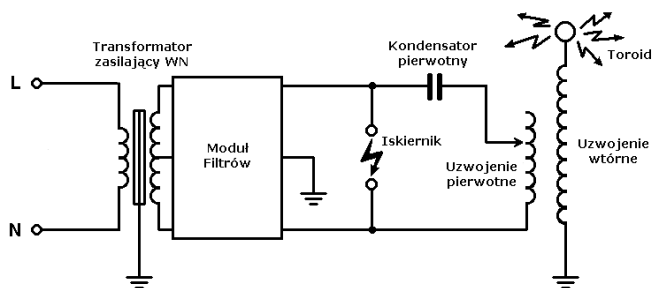 Transformator
zasilający WN
L
N
Moduł
Filtrów
Kondensator
pierwotny
Iskiernik
Uzwojenie
pierwotne
Toroid
Uzwojenie
wtórne